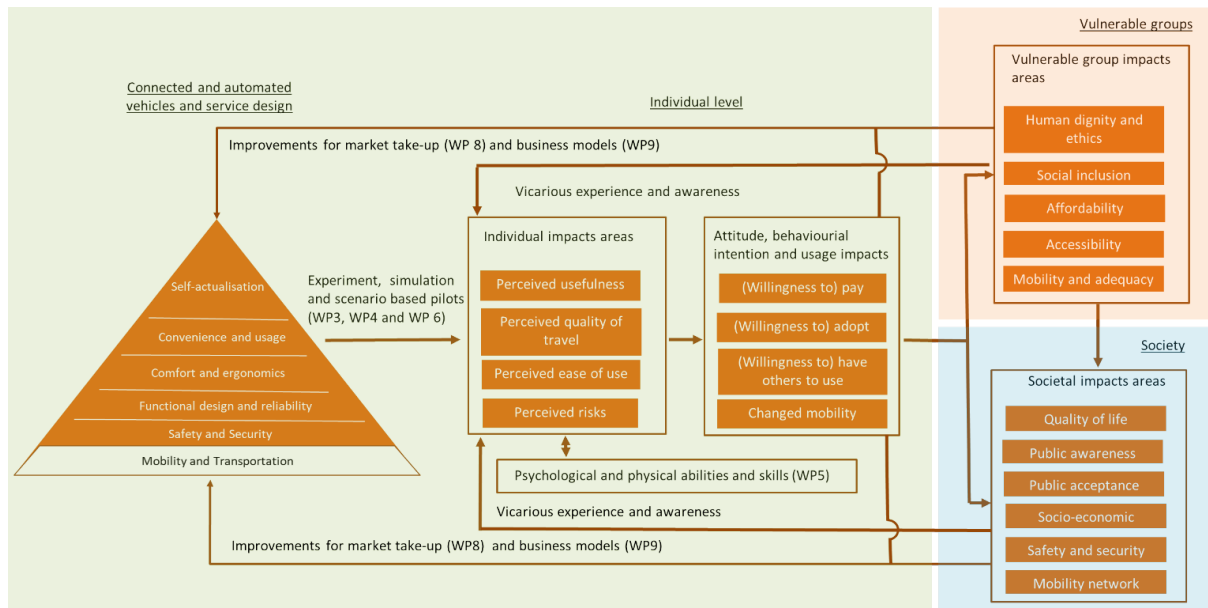 Vulnerable groups
Vulnerable group impacts
areas
Human dignity and
ethics
Social inclusion
Affordability
Accessibility
Mobility and adequacy
Connected and automated
vehicles and service design
Individual level
Improvements for market take-up (WP 8) and business models (WP9)
Vicarious experience and awareness
Self-actualisation
Convenience and usage
Comfort and ergonomics
Functional design and reliability
Safety and Security
Mobility and Transportation
Experiment, simulation
and scenario based pilots
(WP3, WP4 and WP 6)
Individual impacts areas
Perceived usefulness
Perceived quality of
travel
Perceived ease of use
Perceived risks
Attitude, behaviourial
intention and usage impacts
(Willingness to) pay
(Willingness to) adopt
(Willingness to) have
others to use
Changed mobility
Psychological and physical abilities and skills (WP5)
Vicarious experience and awareness
Improvements for market take-up (WP8) and business models (WP9)
Society
Societal impacts areas
Quality of life
Public awareness
Public acceptance
Socio-economic
Safety and security
Mobility network